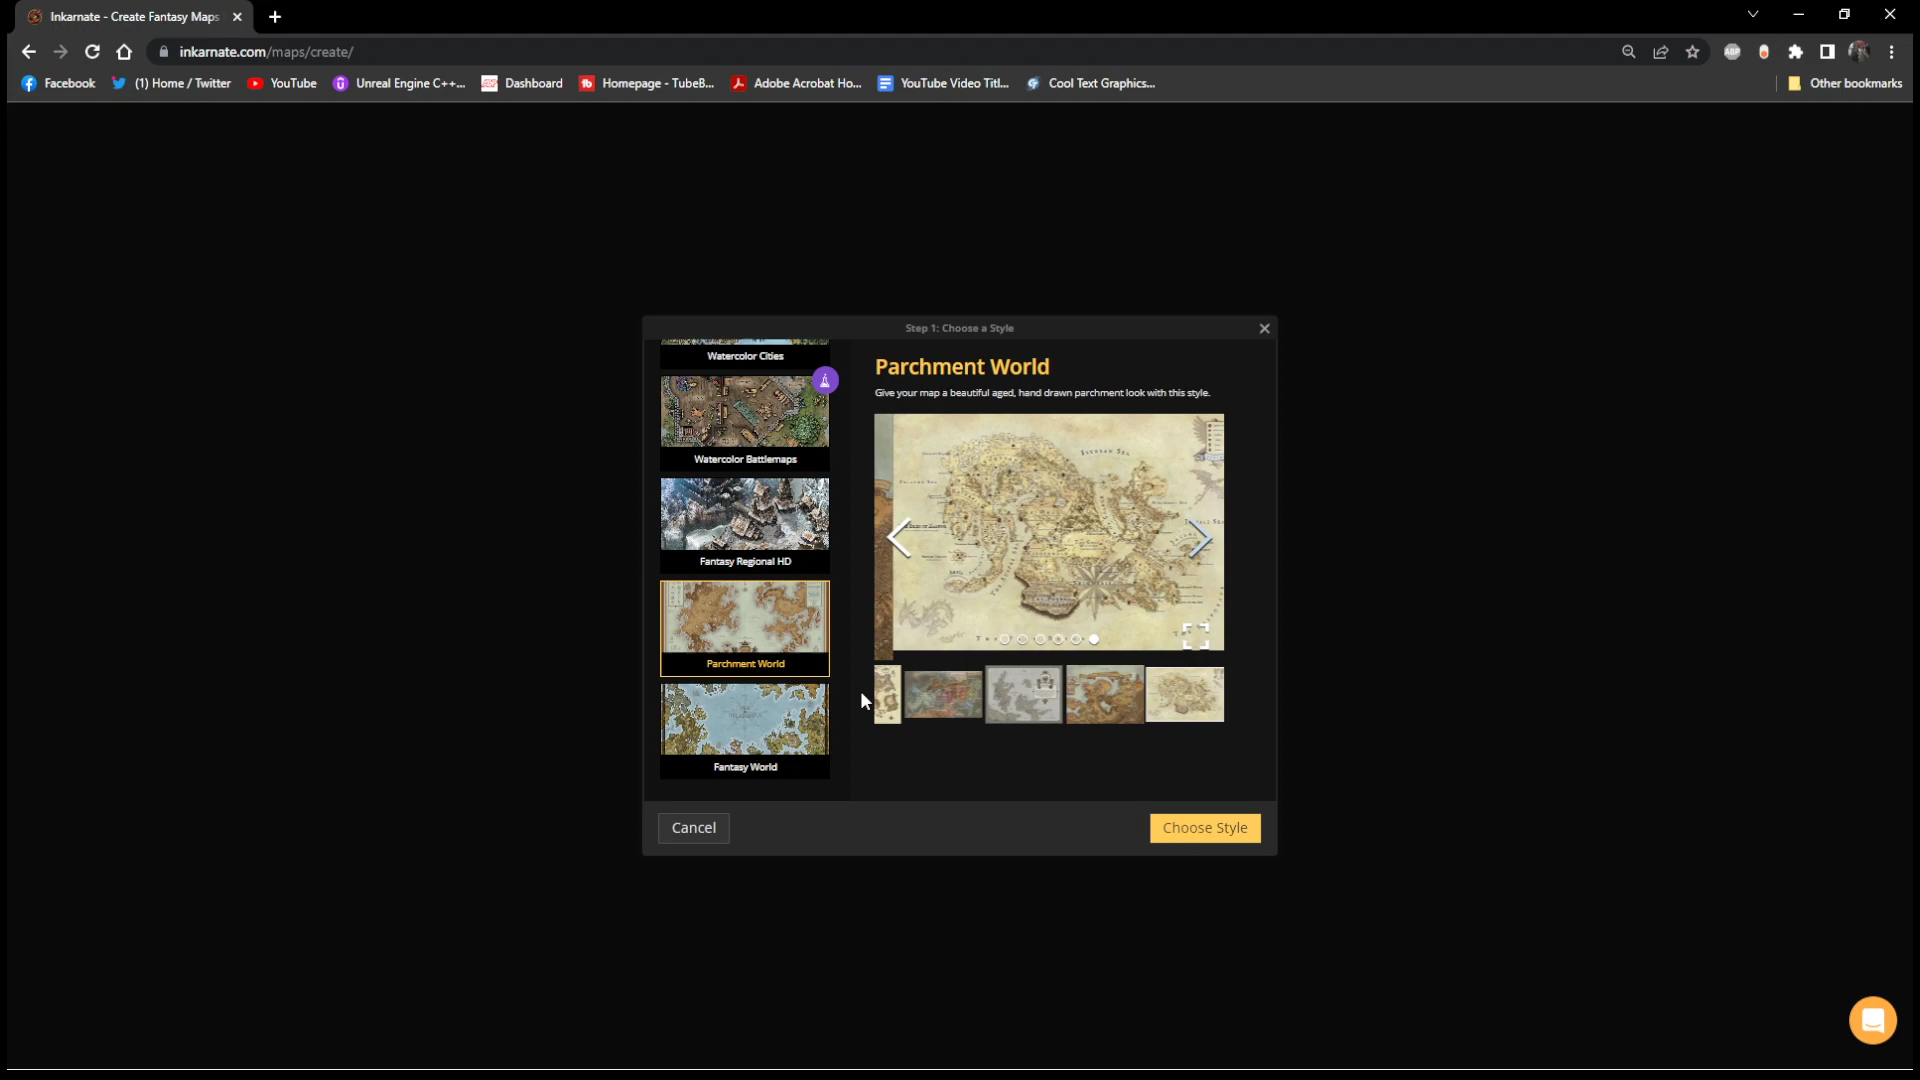 Inkarnate - Create Fantasy Maps
inkarnate.com/maps/create/
Facebook
(1) Home / Twitter
YouTube
Unreal Engine C++...
Dashboard
Homepage - TubeB...
Adobe Acrobat Ho...
YouTube Video Titl...
Cool Text Graphics...
Other bookmarks
Step 1: Choose a Style
Watercolor Cities
Watercolor Battlemaps
Fantasy Regional HD
Parchment World
Fantasy World
Parchment World
Give your map a beautiful aged, hand drawn parchment look with this style.
Cancel
Choose Style